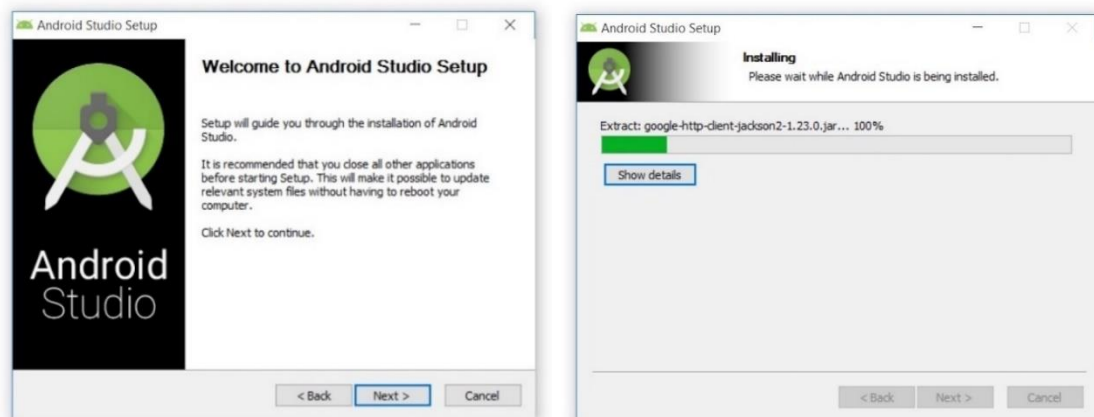 Android Studio Setup
Welcome to Android Studio Setup
Setup will guide you through the installation of Android
Studio.
It is recommended that you close all other applications
before starting Setup. This will make it possible to update
relevant system files without having to reboot your
computer.
Click Next to continue.
Android
Studio
< Back
Next >
Cancel
Android Studio Setup
Installing
Please wait while Android Studio is being installed.
Extract: google-http-client-jackson2-1.23.0.jar... 100%
Show details
< Back
Next >
Cancel